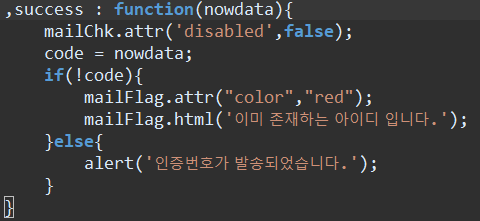 ,success : function(nowdata){
    mailChk.attr('disabled',false);
    code = nowdata;
    if(!code){
        mailFlag.attr("color","red");
        mailFlag.html('이미 존재하는 아이디 입니다.');
    }else{
        alert('인증번호가 발송되었습니다.');
    }
}